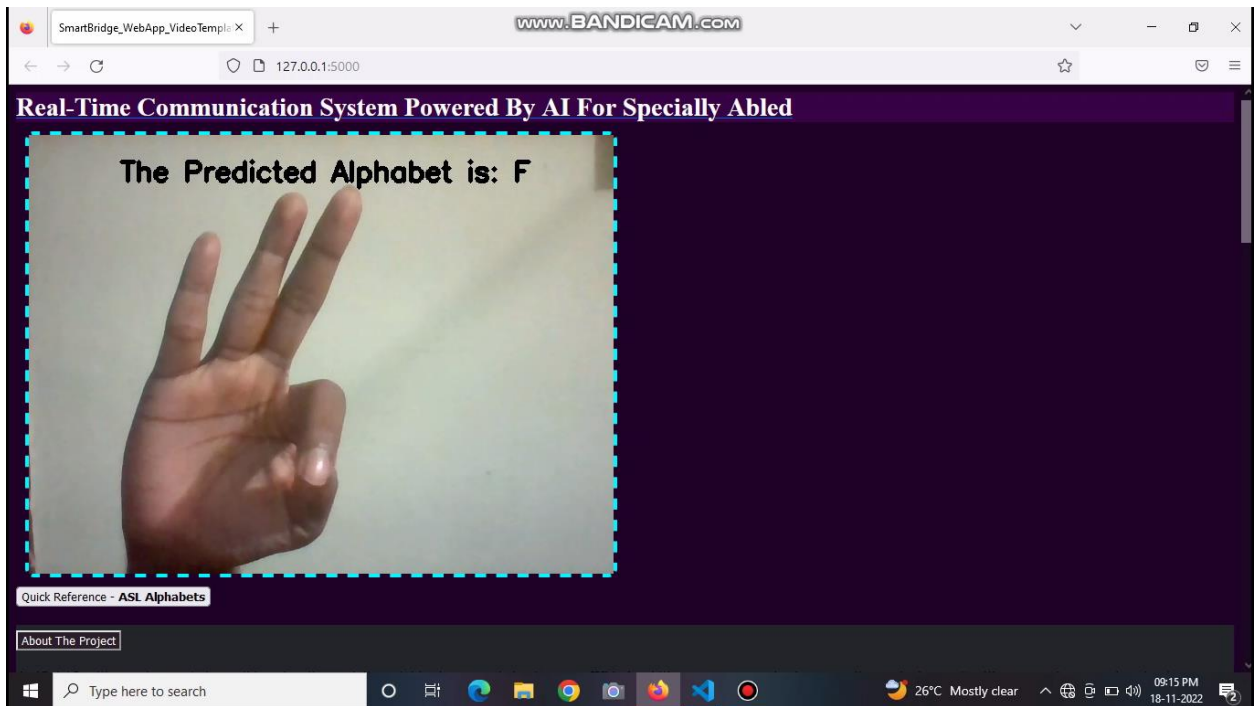 www.BANDICAM.com
SmartBridge_WebApp_VideoTempla
127.0.0.1:5000
Real-Time Communication System Powered By AI For Specially Abled
The Predicted Alphabet is: F
Quick Reference - ASL Alphabets
About The Project
Type here to search
26°C Mostly clear
09:15 PM
18-11-2022
2